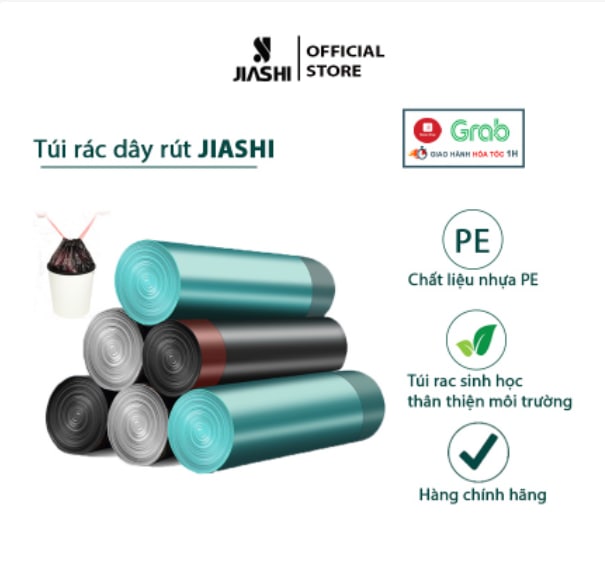 JIASHI
OFFICIAL
STORE
Túi rác dây rút JIASHI
Grab
GIAO HÀNG HỎA TỐC 1H
PE
Chất liệu nhựa PE
Túi rac sinh học
thân thiện môi trường
Hàng chính hãng